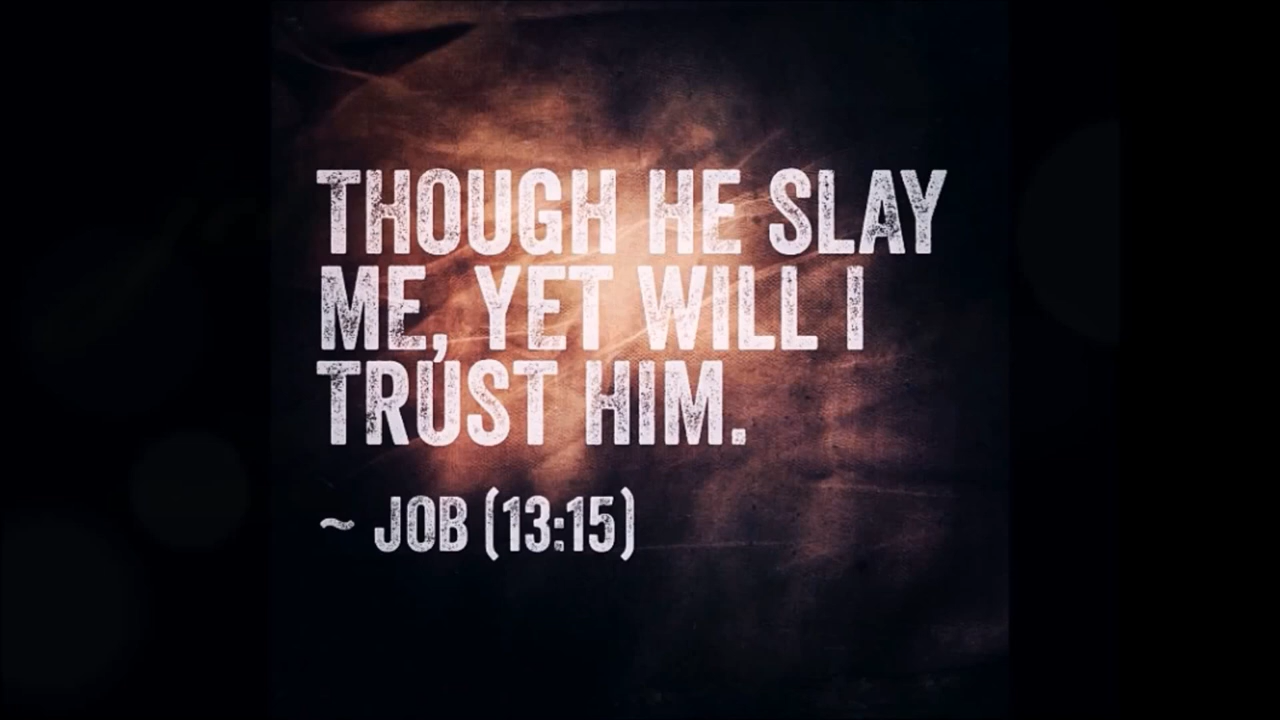 THOUGH HE SLAY
ME, YET WILL I
TRUST HIM.
~ JOB (13:15)